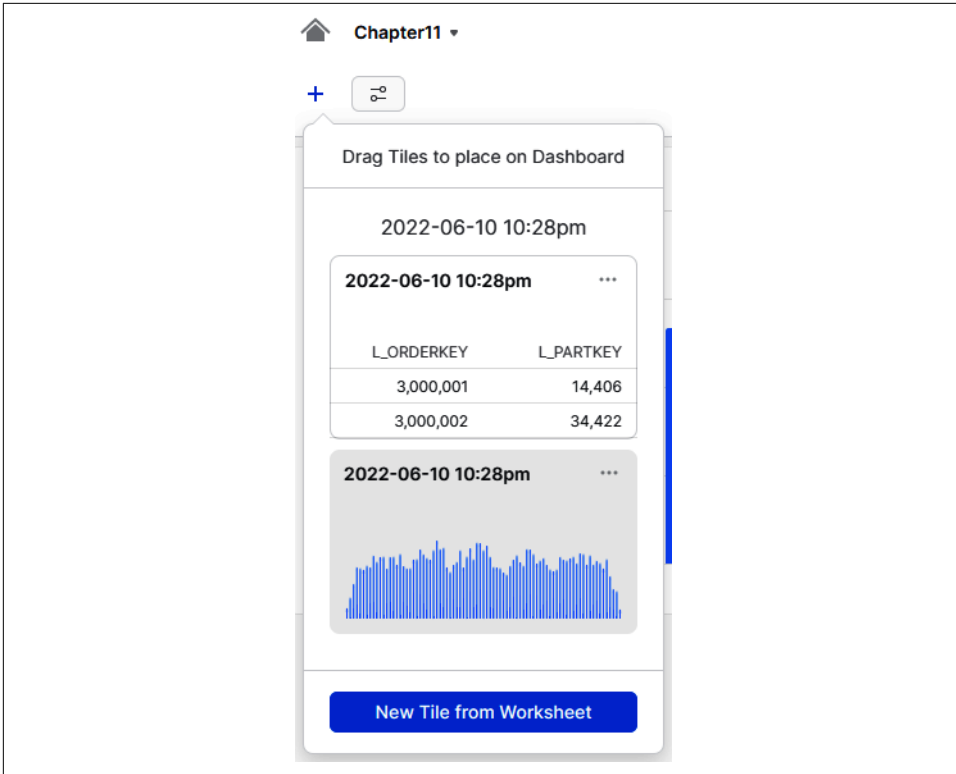 Chapter11
Drag Tiles to place on Dashboard
2022-06-10 10:28pm
2022-06-10 10:28pm
L_ORDERKEY L_PARTKEY
3,000,001 14,406
3,000,002 34,422
2022-06-10 10:28pm
New Tile from Worksheet